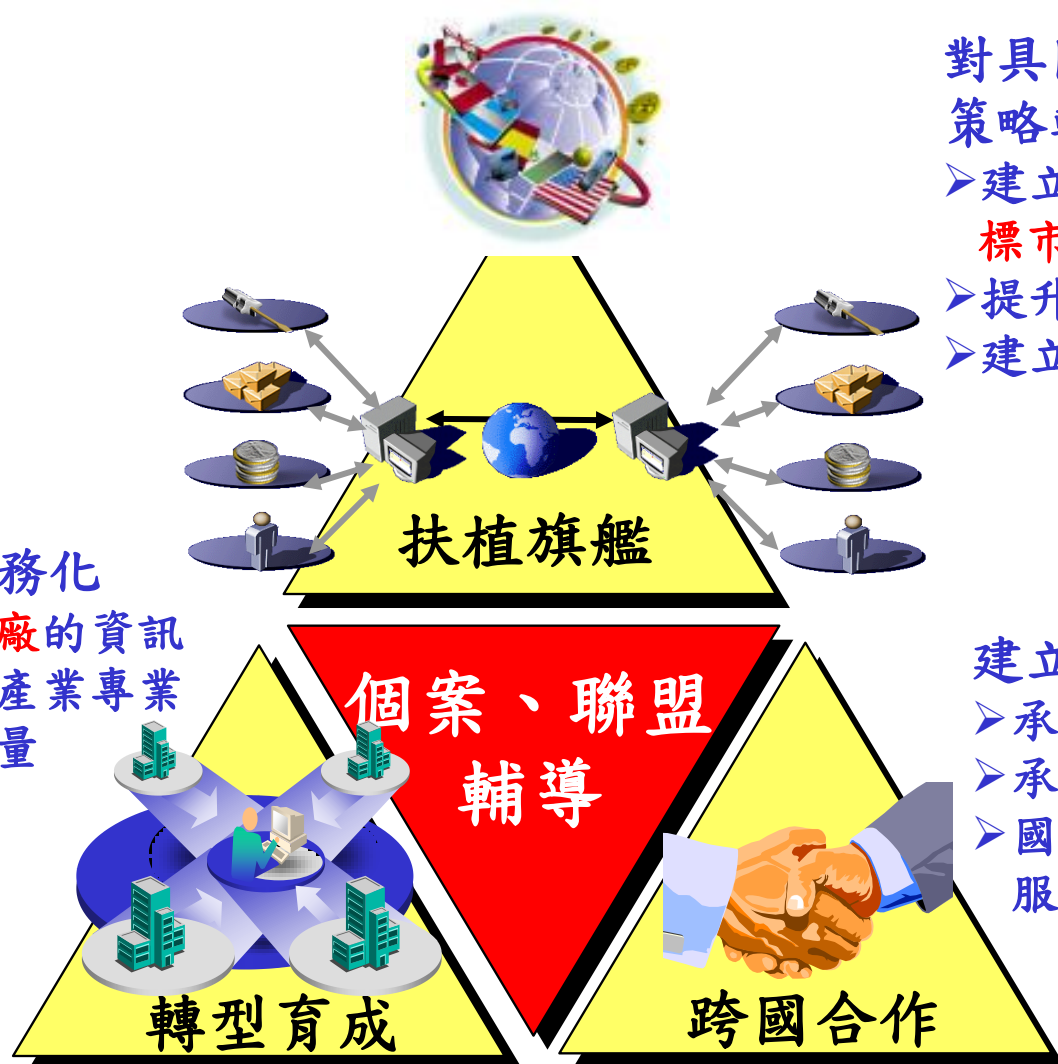 對具
策略
➢建立
標市
➢提升
➢建立
扶植旗艦
務化
廠的資訊
產業專業
量
個案、聯盟
輔導
建立
➢承
➢承
➢國
服
轉型育成
跨國合作